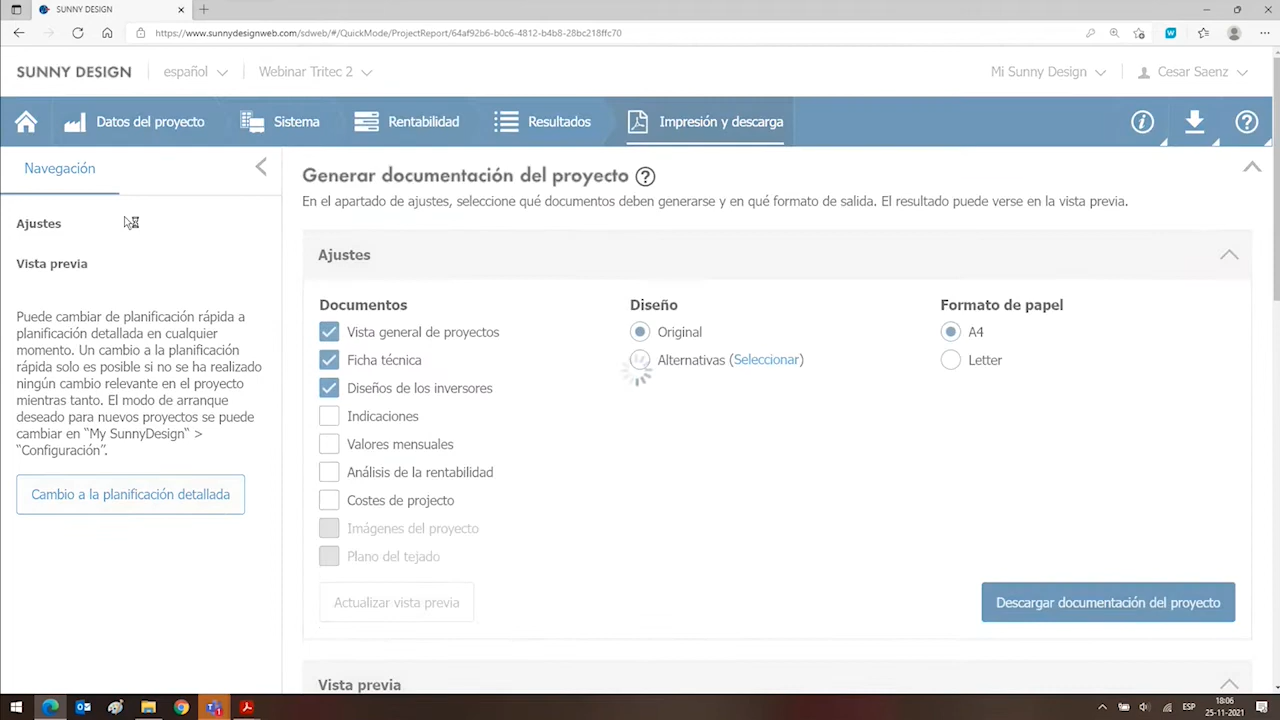 SUNNY DESIGN
https://www.sunnydesignweb.com/sdweb/#/QuickMode/ProjectReport/64af92b6-b0c6-4812-b4b8-28bc218ffc70
SUNNY DESIGN
español
Webinar Tritec 2
Mi Sunny Design
Cesar Saenz
Datos del proyecto
Sistema
Rentabilidad
Resultados
Impresión y descarga
Navegación
Ajustes
Vista previa
Puede cambiar de planificación rápida a
planificación detallada en cualquier
momento. Un cambio a la planificación
rápida solo es posible si no se ha realizado
ningún cambio relevante en el proyecto
mientras tanto. El modo de arranque
deseado para nuevos proyectos se puede
cambiar en “My SunnyDesign“ >
“Configuración”.
Cambio a la planificación detallada
Generar documentación del proyecto
En el apartado de ajustes, seleccione qué documentos deben generarse y en qué formato de salida. El resultado puede verse en la vista previa.
Ajustes
Documentos
Vista general de proyectos
Ficha técnica
Diseños de los inversores
Indicaciones
Valores mensuales
Análisis de la rentabilidad
Costes de projecto
Imágenes del proyecto
Plano del tejado
Diseño
Original
Alternativas (Seleccionar)
Formato de papel
A4
Letter
Actualizar vista previa
Descargar documentación del proyecto
Vista previa
ESP
18:06
25-11-2021